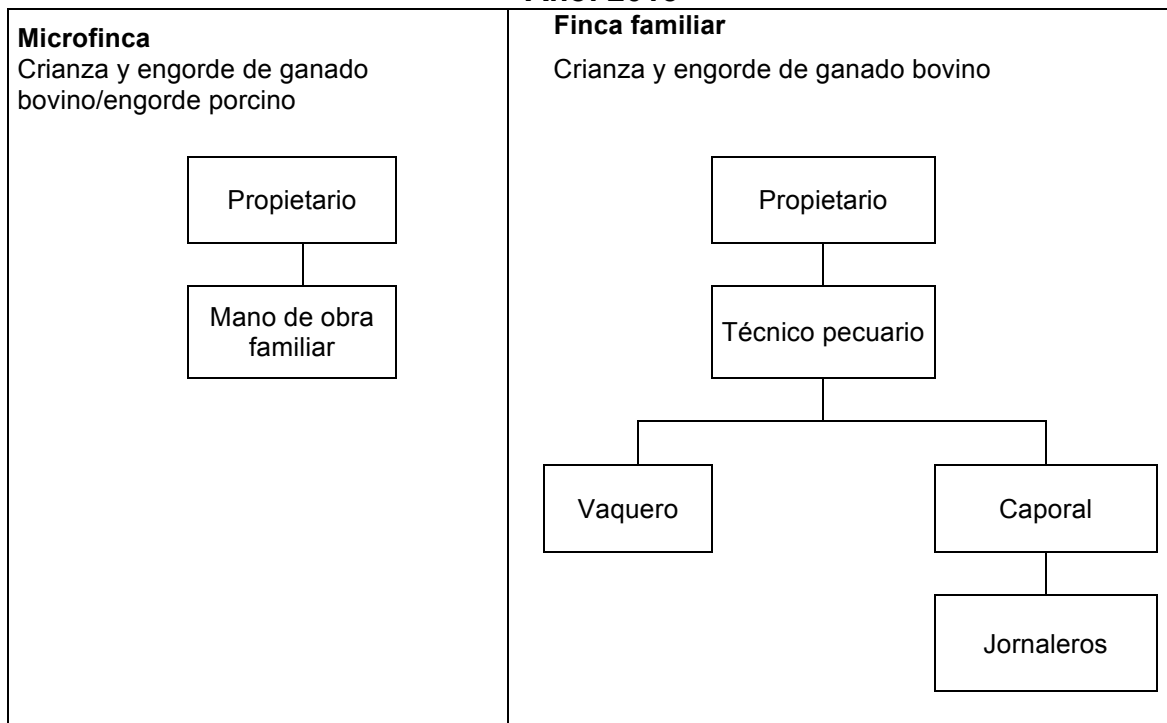 Microfinca
Crianza y engorde de ganado
bovino/engorde porcino
Propietario
Mano de obra
familiar
Finca familiar
Crianza y engorde de ganado bovino
Propietario
Técnico pecuario
Vaquero
Caporal
Jornaleros